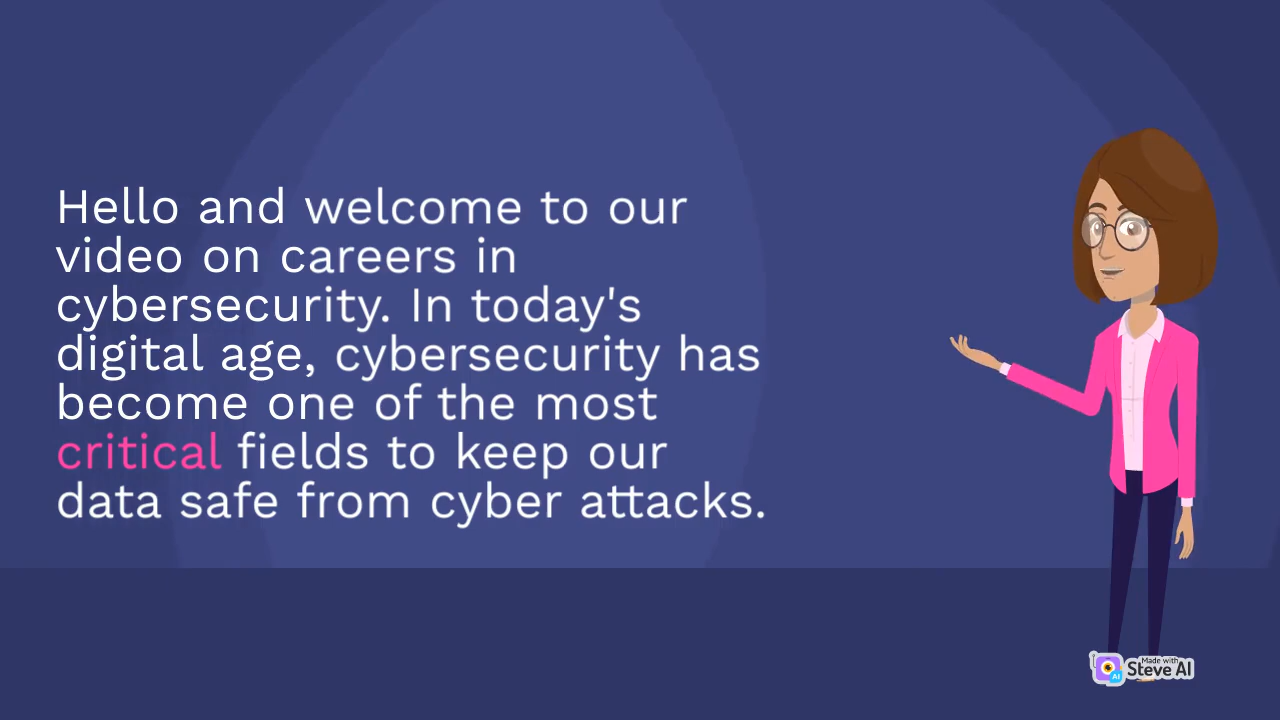 Hello and welcome to our
video on careers in
cybersecurity. In today's
digital age, cybersecurity has
become one of the most
critical fields to keep our
data safe from cyber attacks.
Made with
Steve AI
AI